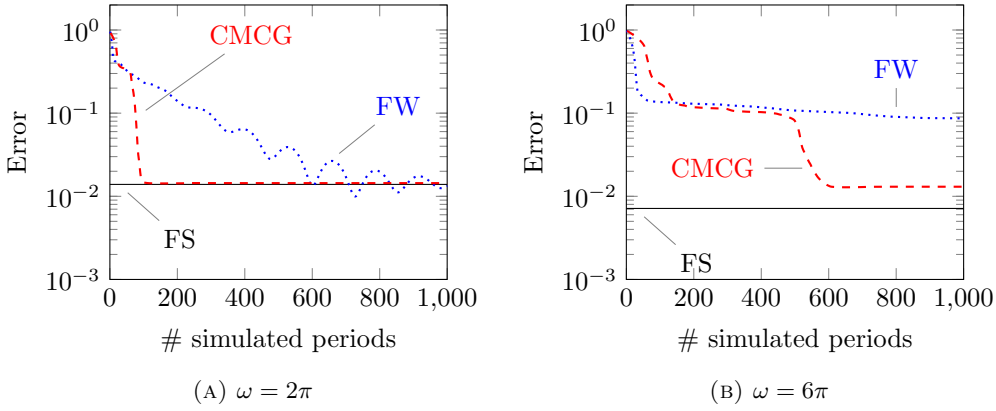 10^0
10^-1
10^-2
10^-3
Error
CMCG
FW
FS
0 200 400 600 800 1,000
# simulated periods
(A) ω = 2π
10^0
10^-1
10^-2
10^-3
Error
FW
CMCG
FS
0 200 400 600 800 1,000
# simulated periods
(B) ω = 6π